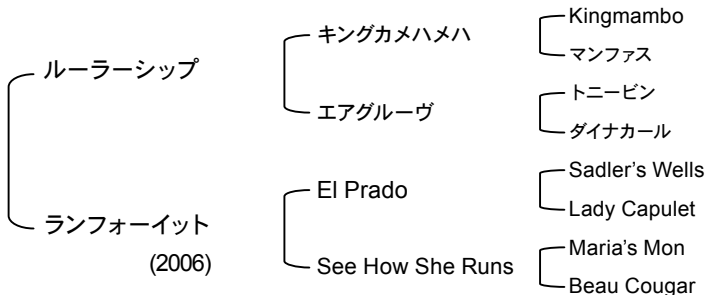 Kingmambo
キングカメハメハ
マンファス
ルーラーシップ
トニービン
エアグルーヴ
ダイナカール
Sadler's Wells
El Prado
Lady Capulet
ランフォーイット
(2006)
Maria's Mon
See How She Runs
Beau Cougar